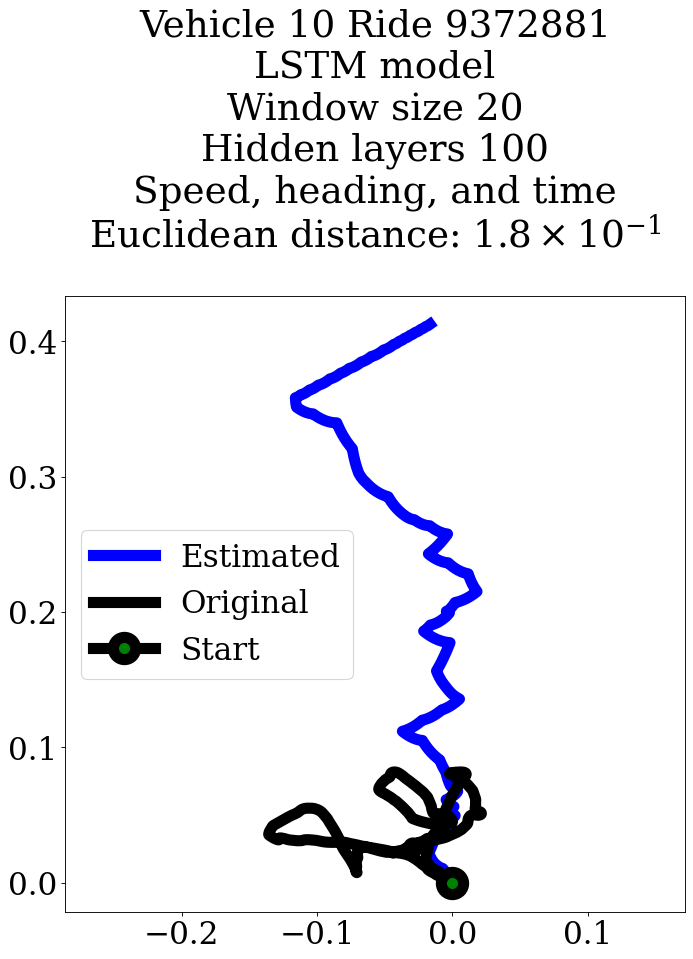 Vehicle 10 Ride 9372881
LSTM model
Window size 20
Hidden layers 100
Speed, heading, and time
Euclidean distance: 1.8 × 10⁻¹
0.4
0.3
Estimated
Original
0.2
Start
0.1
0.0
−0.2
−0.1
0.0
0.1